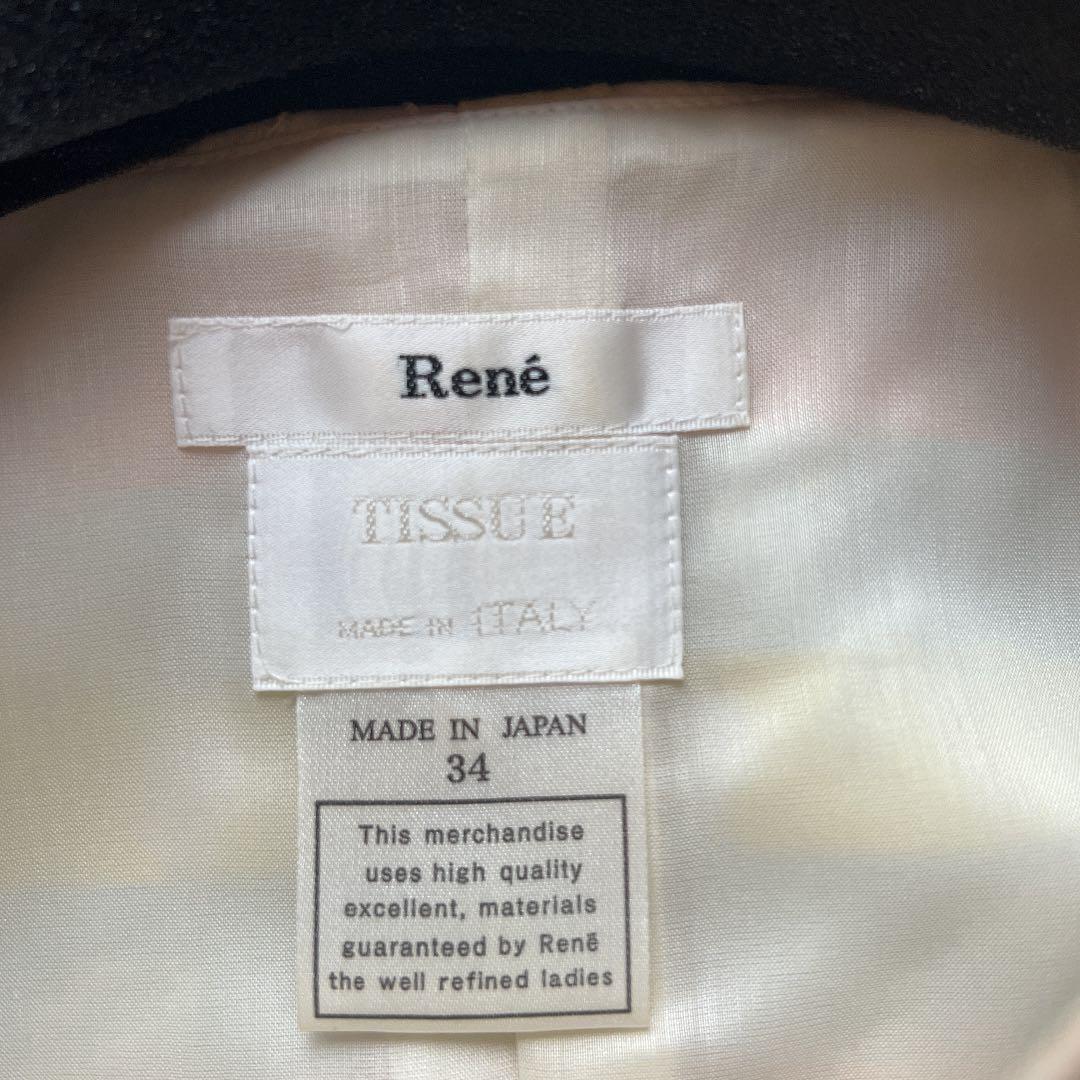 René
TISSUE
MADE IN ITALY
MADE IN JAPAN
34
This merchandise
uses high quality
excellent, materials
guaranteed by René
the well refined ladies